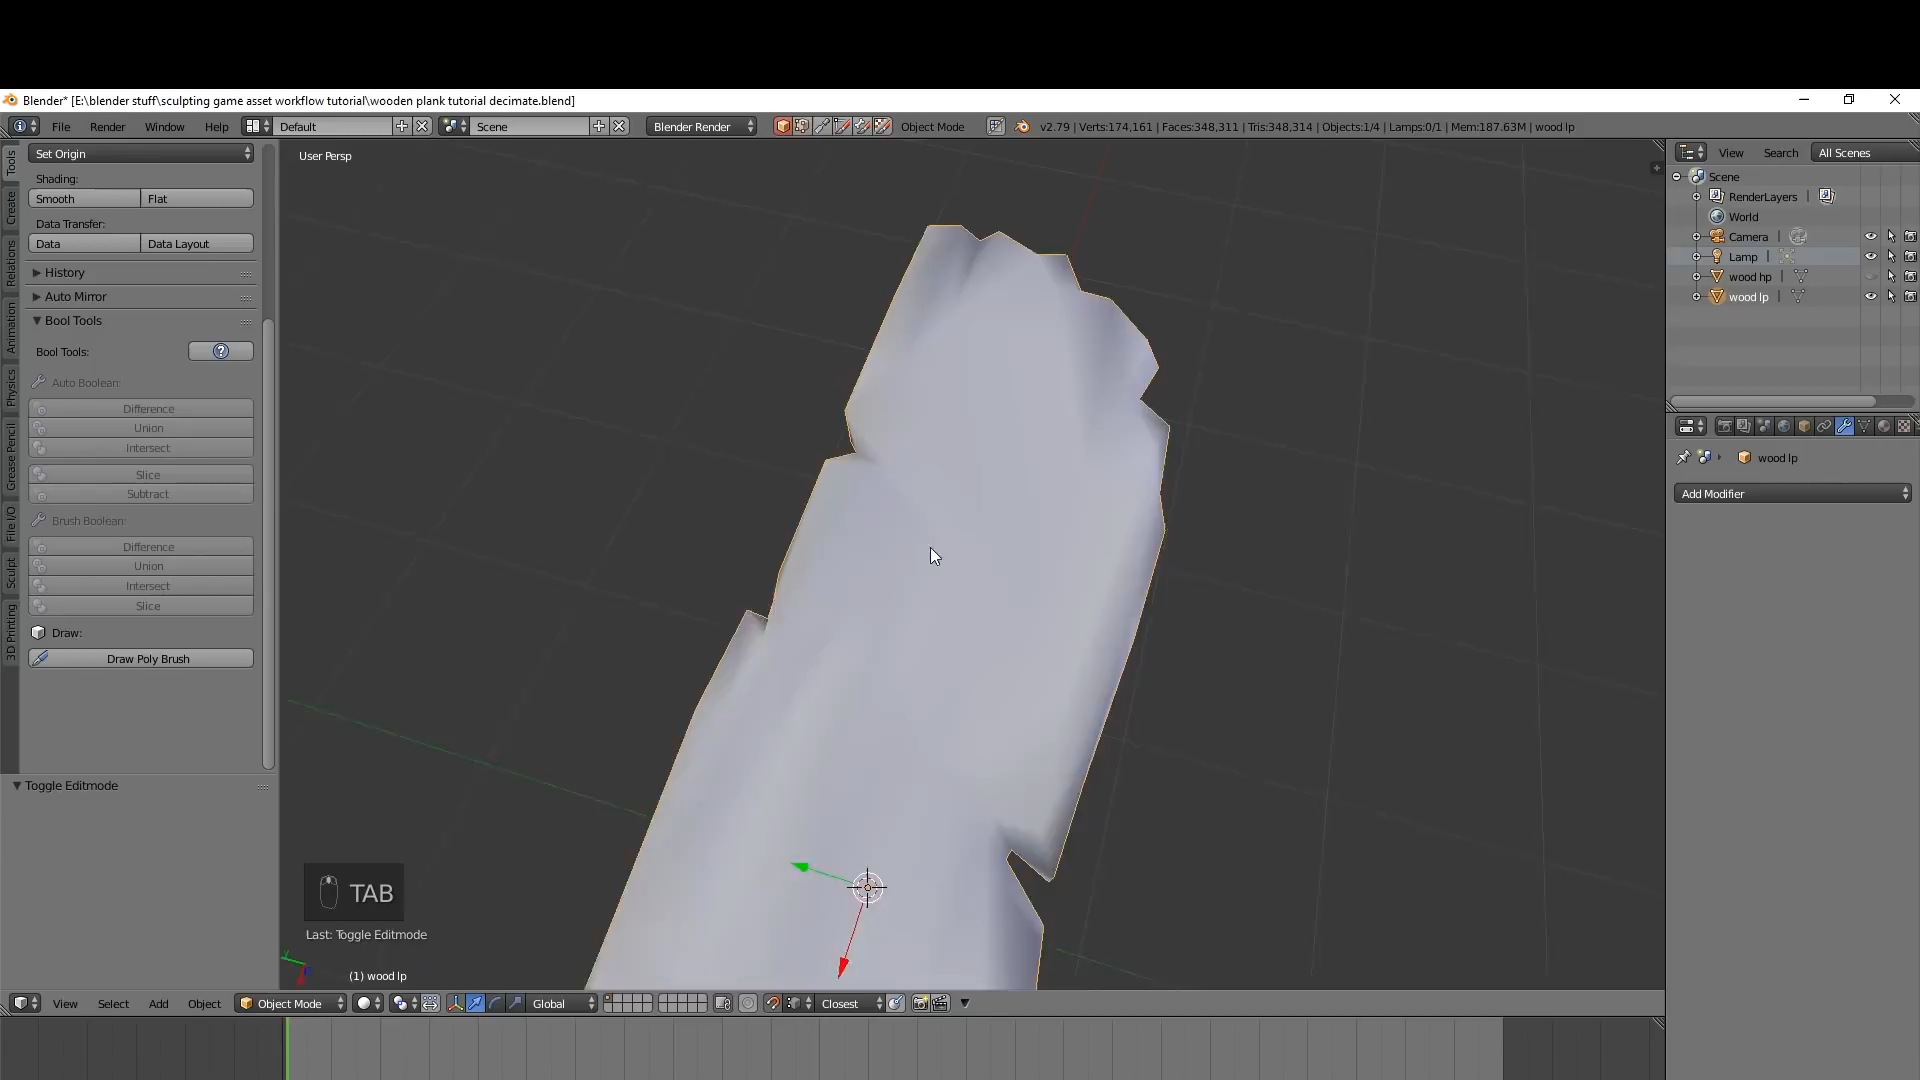 Blender* [E:\blender stuff\sculpting game asset workflow tutorial\wooden plank tutorial decimate.blend]
File Render Window Help Default Scene Blender Render Object Mode v2.79 | Verts:174,161 | Faces:348,311 | Tris:348,314 | Objects:1/4 | Lamps:0/1 | Mem:187.63M | wood lp
Tools
Create
Relations
Animation
Physics
Grease Pencil
File I/O
Sculpt
3D Printing
Set Origin
Shading:
Smooth Flat
Data Transfer:
Data Data Layout
History
Auto Mirror
Bool Tools
Bool Tools:
Auto Boolean:
Difference
Union
Intersect
Slice
Subtract
Brush Boolean:
Difference
Union
Intersect
Slice
Draw:
Draw Poly Brush
Toggle Editmode
User Persp
TAB
Last: Toggle Editmode
(1) wood lp
View Select Add Object Object Mode Global Closest
View Search All Scenes
Scene
RenderLayers
World
Camera
Lamp
wood hp
wood lp
wood lp
Add Modifier